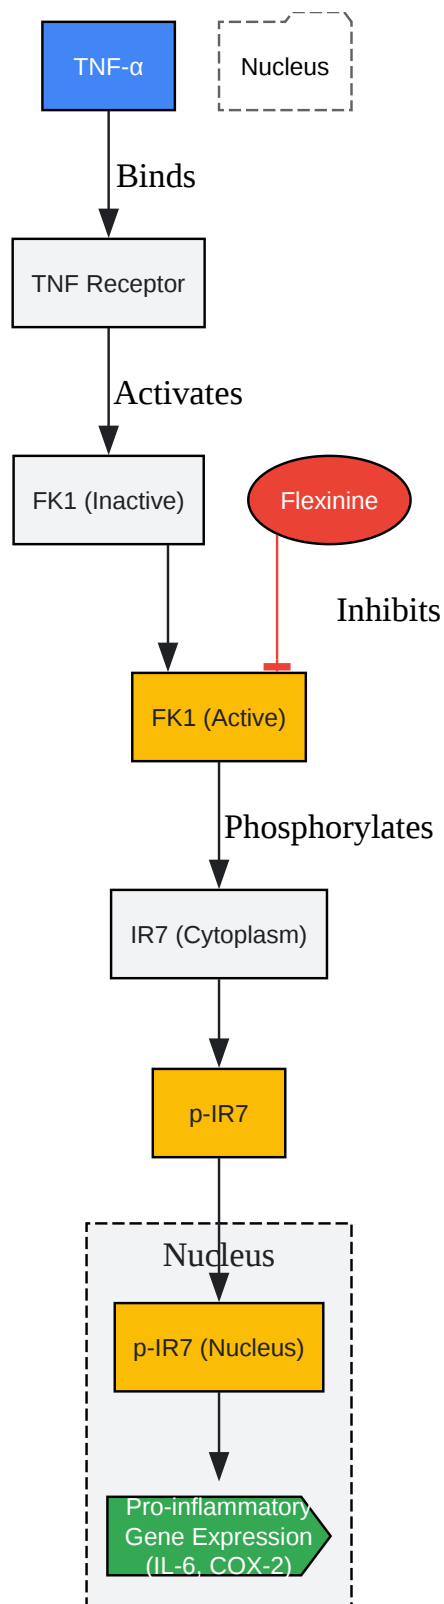 TNF-α
Nucleus
Binds
TNF Receptor
Activates
FK1 (Inactive)
Flexinine
Inhibits
FK1 (Active)
Phosphorylates
IR7 (Cytoplasm)
p-IR7
Nucleus
p-IR7 (Nucleus)
Pro-inflammatory
Gene Expression
(IL-6, COX-2)